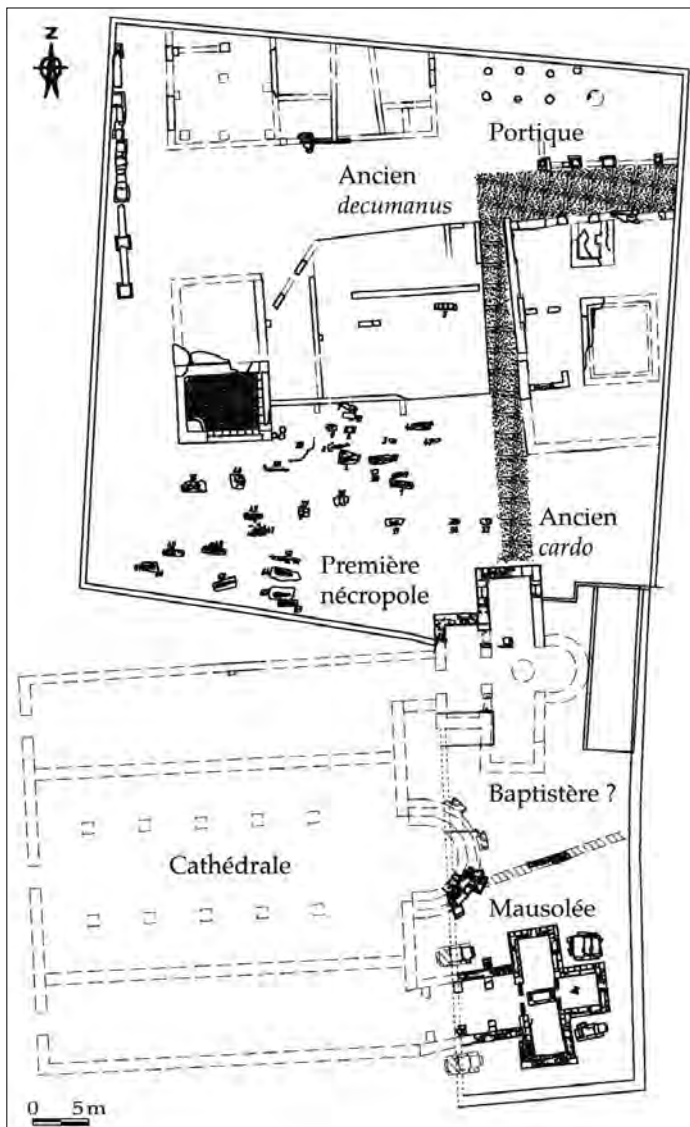 N
Portique
Ancien
decumanus
Ancien
cardo
Première
nécropole
Baptistère ?
Cathédrale
Mausolée
0 5 m